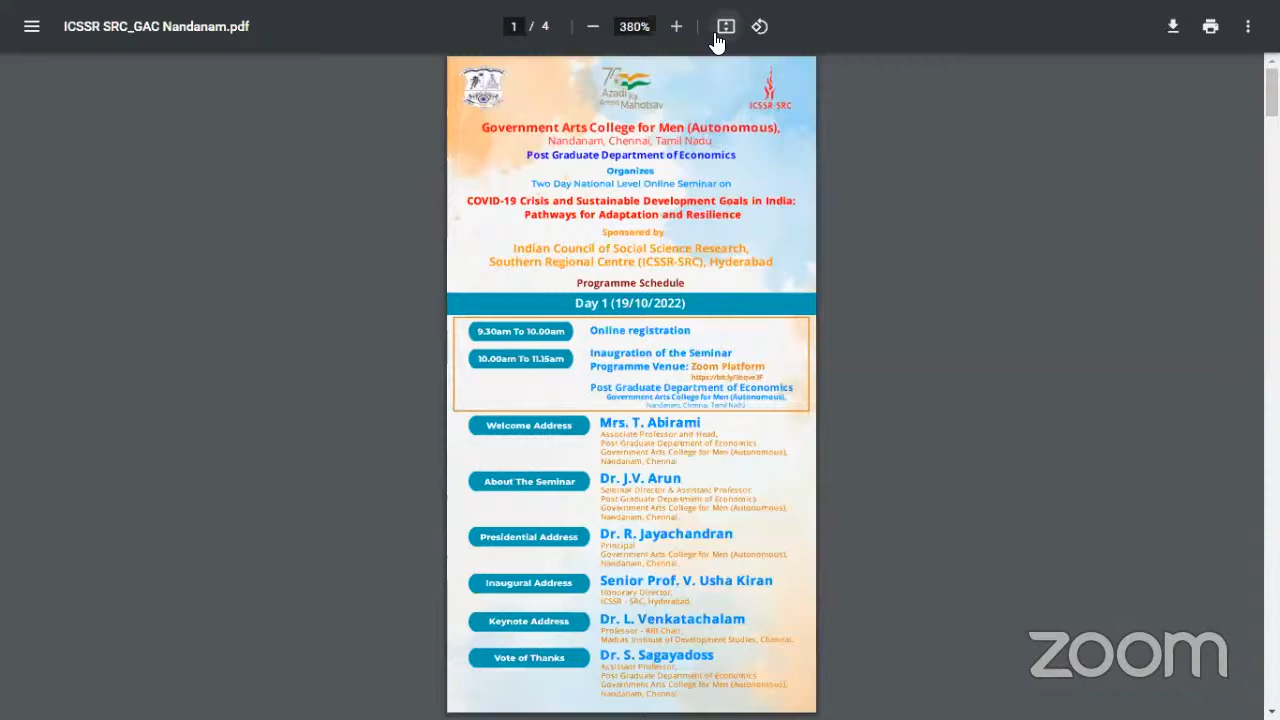 ICSSR SRC_GAC Nandanam.pdf
1 / 4
380%
Azadi Ka
Amrit Mahotsav
ICSSR-SRC
Government Arts College for Men (Autonomous),
Nandanam, Chennai, Tamil Nadu
Post Graduate Department of Economics
Organizes
Two Day National Level Online Seminar on
COVID-19 Crisis and Sustainable Development Goals in India:
Pathways for Adaptation and Resilience
Sponsored by
Indian Council of Social Science Research,
Southern Regional Centre (ICSSR-SRC), Hyderabad
Programme Schedule
Day 1 (19/10/2022)
9.30am To 10.00am Online registration
10.00am To 11.15am Inaugration of the Seminar
Programme Venue: Zoom Platform
Post Graduate Department of Economics
Government Arts College for Men (Autonomous),
Nandanam, Chennai, Tamil Nadu
Welcome Address Mrs. T. Abirami
Associate Professor and Head,
Post Graduate Department of Economics
Government Arts College for Men (Autonomous),
Nandanam, Chennai
About The Seminar Dr. J.V. Arun
Seminar Director & Assistant Professor
Post Graduate Department of Economics
Government Arts College for Men (Autonomous),
Nandanam, Chennai.
Presidential Address Dr. R. Jayachandran
Principal
Government Arts College for Men (Autonomous),
Nandanam, Chennai.
Inaugural Address Senior Prof. V. Usha Kiran
Honorary Director,
ICSSR - SRC, Hyderabad.
Keynote Address Dr. L. Venkatachalam
Professor - RBI Chair,
Madras Institute of Development Studies, Chennai.
Vote of Thanks Dr. S. Sagayadoss
Assistant Professor,
Post Graduate Department of Economics
Government Arts College for Men (Autonomous),
Nandanam, Chennai
zoom